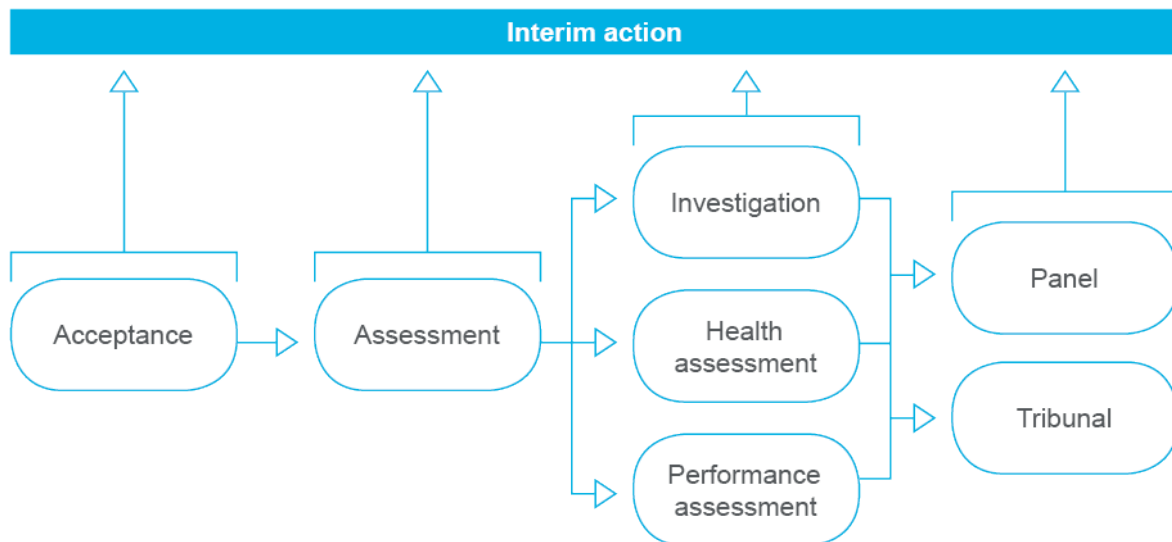 Interim action
Acceptance
Assessment
Investigation
Health
assessment
Performance
assessment
Panel
Tribunal